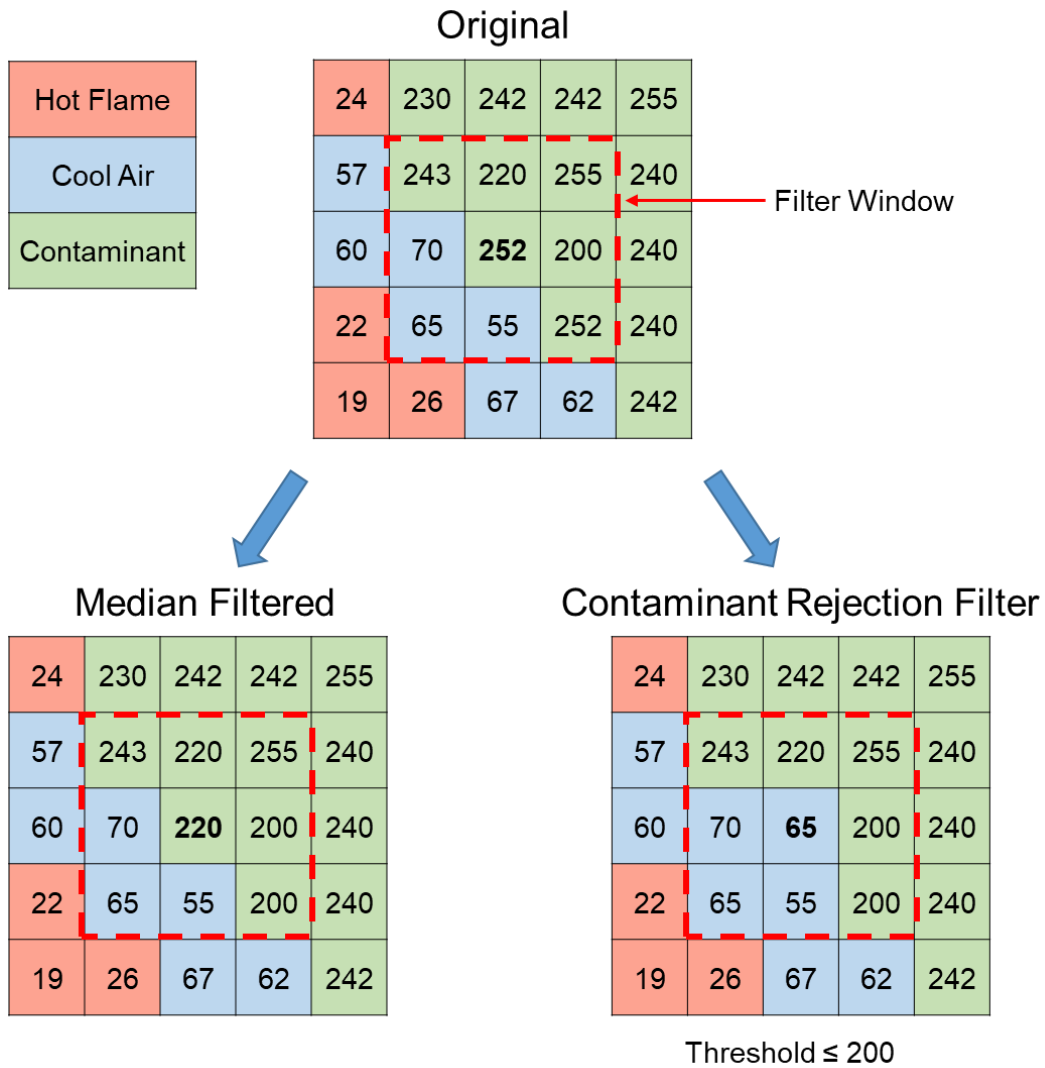 Original
Hot Flame
Cool Air
Contaminant
24 230 242 242 255
57 243 220 255 240
60 70 252 200 240
22 65 55 252 240
19 26 67 62 242
Filter Window
Median Filtered
24 230 242 242 255
57 243 220 255 240
60 70 220 200 240
22 65 55 200 240
19 26 67 62 242
Contaminant Rejection Filter
24 230 242 242 255
57 243 220 255 240
60 70 65 200 240
22 65 55 200 240
19 26 67 62 242
Threshold ≤ 200